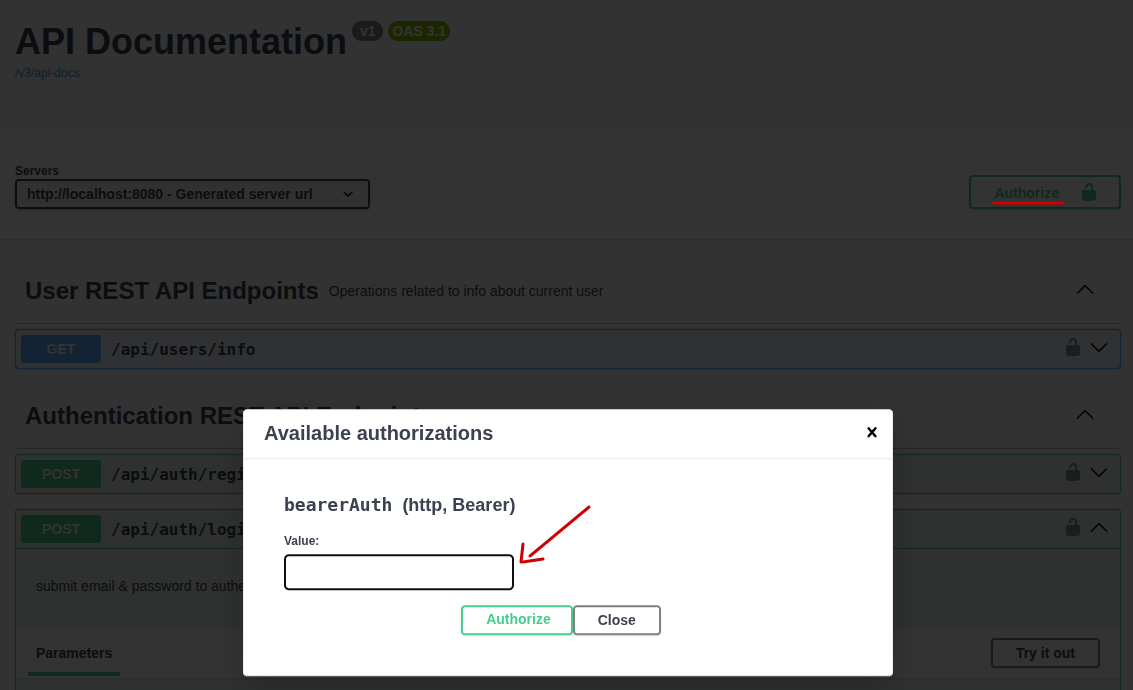 API Documentation v1 OAS 3.1
/v3/api-docs
Servers
http://localhost:8080 - Generated server url
Authorize
User REST API Endpoints Operations related to info about current user
GET /api/users/info
Authentication REST API Endpoints
Available authorizations
POST /api/auth/regi
bearerAuth (http, Bearer)
POST /api/auth/logi
Value:
submit email & password to authe
Authorize Close
Parameters
Try it out